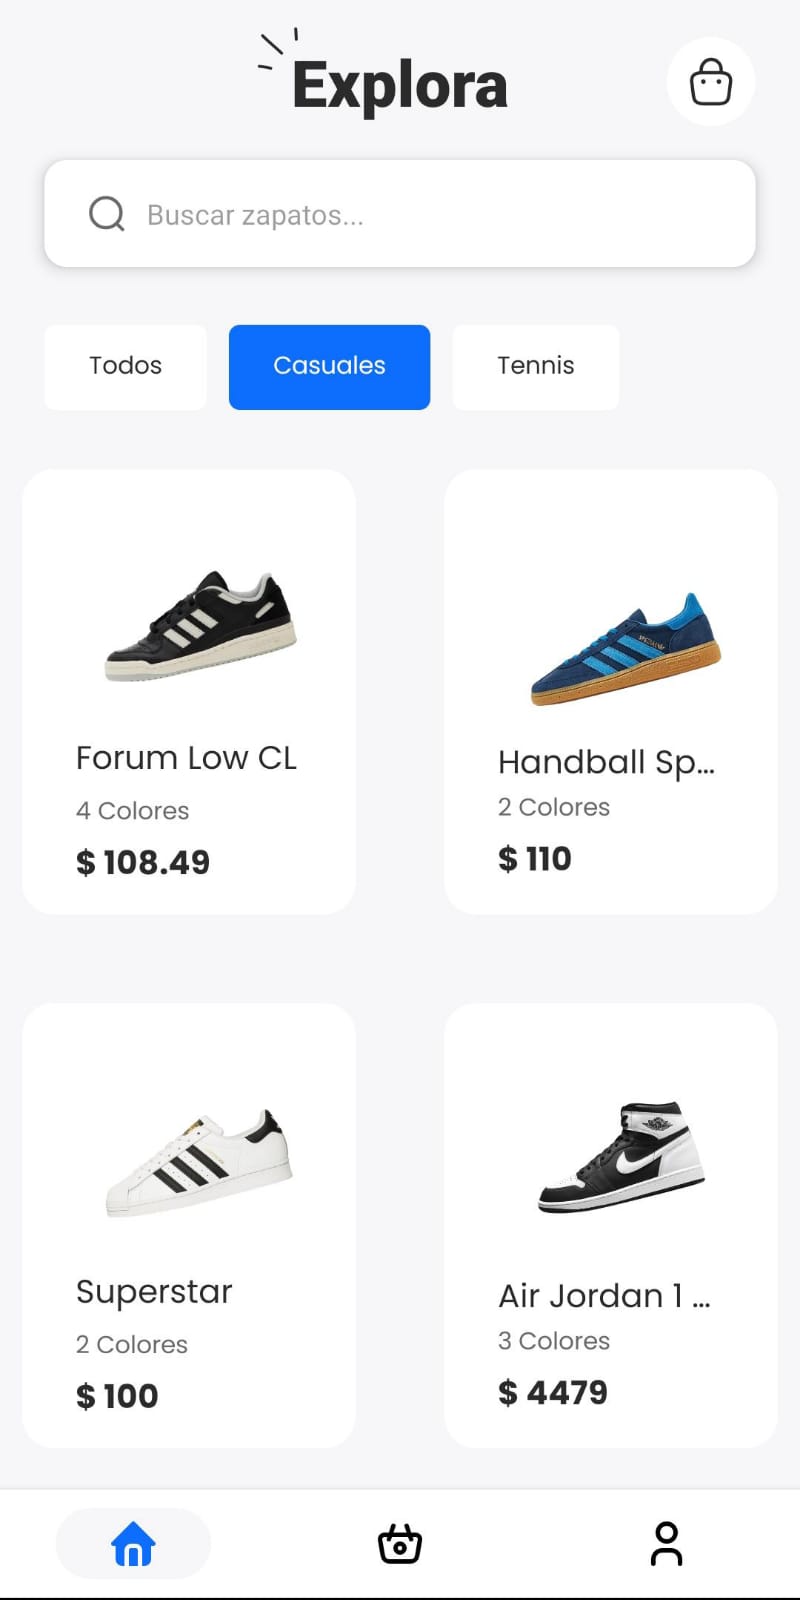 Explora
Buscar zapatos...
Todos
Casuales
Tennis
Forum Low CL
4 Colores
$ 108.49
Handball Sp...
2 Colores
$ 110
Superstar
2 Colores
$ 100
Air Jordan 1 ...
3 Colores
$ 4479